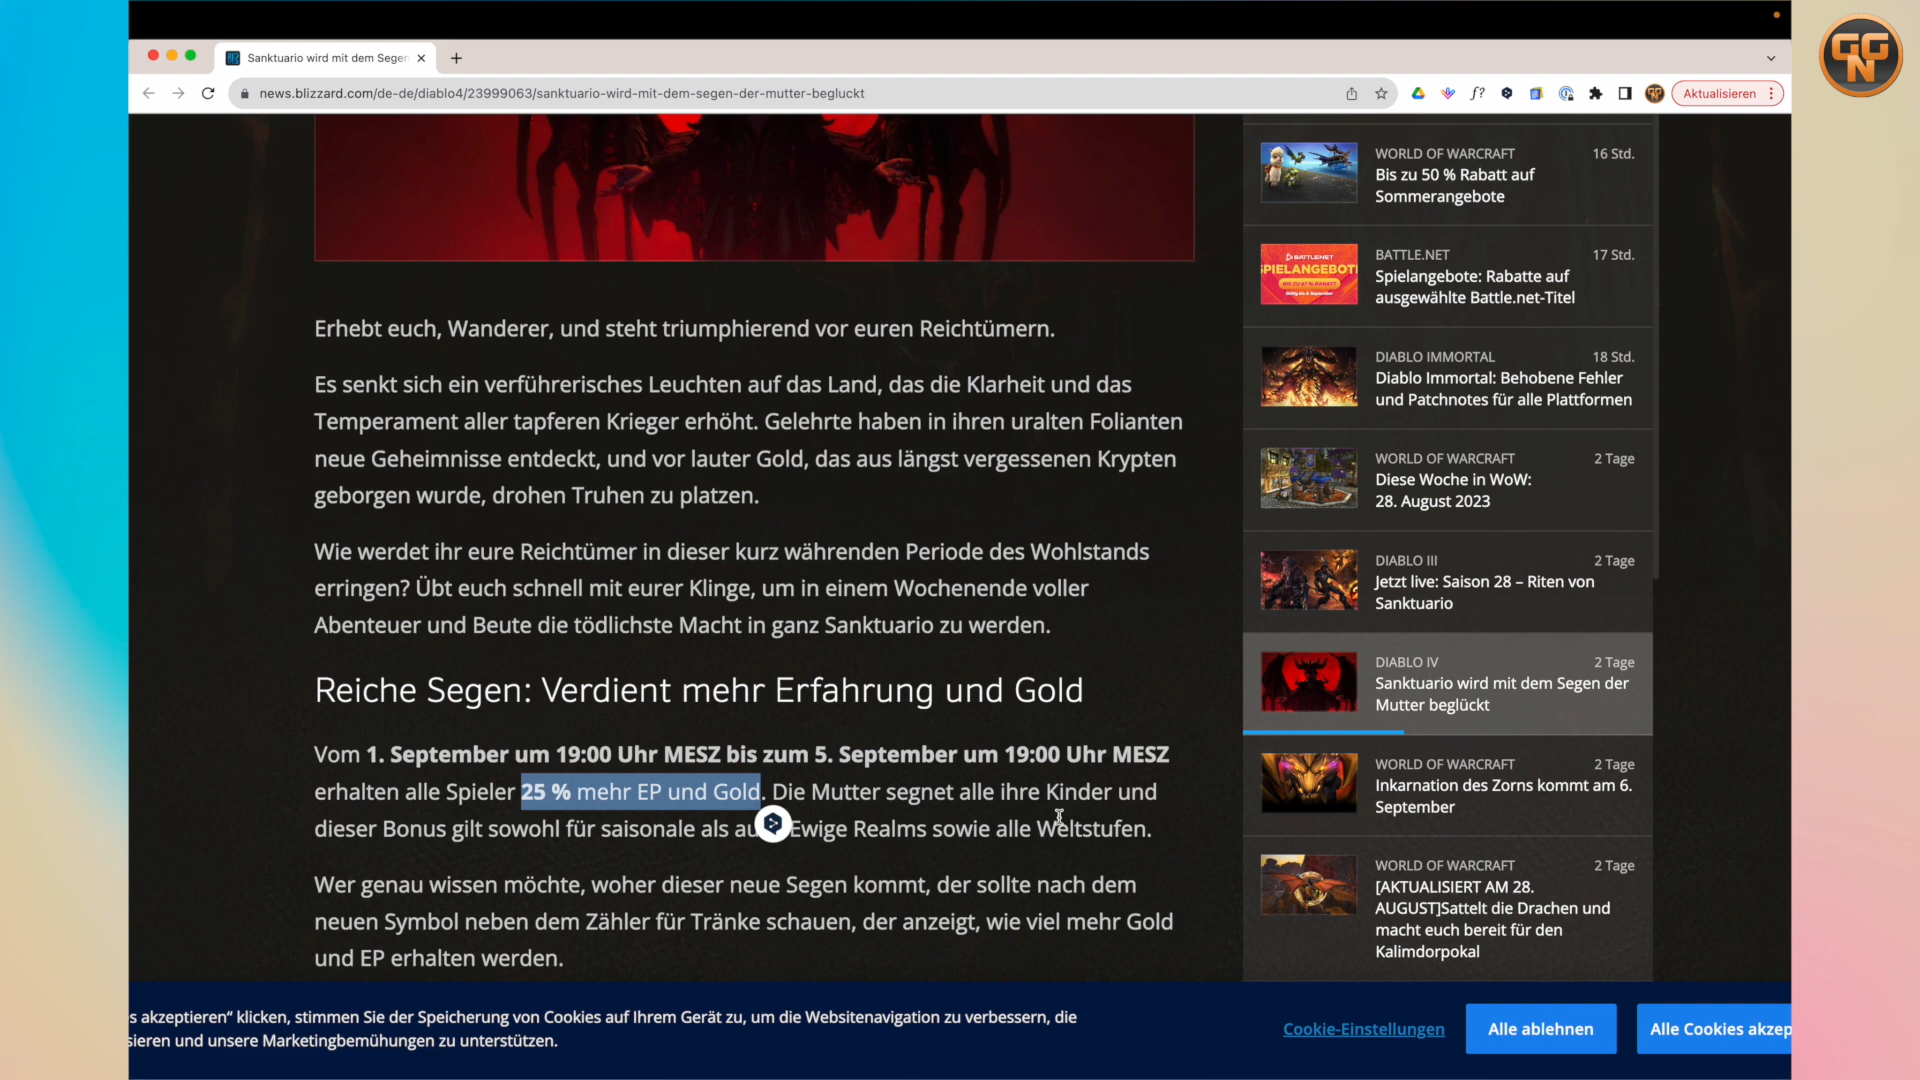 Sanktuario wird mit dem Segen
news.blizzard.com/de-de/diablo4/23999063/sanktuario-wird-mit-dem-segen-der-mutter-begluckt
f?
Aktualisieren
GGN
Erhebt euch, Wanderer, und steht triumphierend vor euren Reichtümern.
Es senkt sich ein verführerisches Leuchten auf das Land, das die Klarheit und das
Temperament aller tapferen Krieger erhöht. Gelehrte haben in ihren uralten Folianten
neue Geheimnisse entdeckt, und vor lauter Gold, das aus längst vergessenen Krypten
geborgen wurde, drohen Truhen zu platzen.
Wie werdet ihr eure Reichtümer in dieser kurz währenden Periode des Wohlstands
erringen? Übt euch schnell mit eurer Klinge, um in einem Wochenende voller
Abenteuer und Beute die tödlichste Macht in ganz Sanktuario zu werden.
Reiche Segen: Verdient mehr Erfahrung und Gold
Vom 1. September um 19:00 Uhr MESZ bis zum 5. September um 19:00 Uhr MESZ
erhalten alle Spieler 25 % mehr EP und Gold. Die Mutter segnet alle ihre Kinder und
dieser Bonus gilt sowohl für saisonale als au Ewige Realms sowie alle Weltstufen.
Wer genau wissen möchte, woher dieser neue Segen kommt, der sollte nach dem
neuen Symbol neben dem Zähler für Tränke schauen, der anzeigt, wie viel mehr Gold
und EP erhalten werden.
WORLD OF WARCRAFT 16 Std.
Bis zu 50 % Rabatt auf
Sommerangebote
BATTLENET
SPIELANGEBOTE
BATTLE.NET 17 Std.
Spielangebote: Rabatte auf
ausgewählte Battle.net-Titel
DIABLO IMMORTAL 18 Std.
Diablo Immortal: Behobene Fehler
und Patchnotes für alle Plattformen
WORLD OF WARCRAFT 2 Tage
Diese Woche in WoW:
28. August 2023
DIABLO III 2 Tage
Jetzt live: Saison 28 – Riten von
Sanktuario
DIABLO IV 2 Tage
Sanktuario wird mit dem Segen der
Mutter beglückt
WORLD OF WARCRAFT 2 Tage
Inkarnation des Zorns kommt am 6.
September
WORLD OF WARCRAFT 2 Tage
[AKTUALISIERT AM 28.
AUGUST]Sattelt die Drachen und
macht euch bereit für den
Kalimdorpokal
s akzeptieren“ klicken, stimmen Sie der Speicherung von Cookies auf Ihrem Gerät zu, um die Websitenavigation zu verbessern, die
sieren und unsere Marketingbemühungen zu unterstützen.
Cookie-Einstellungen
Alle ablehnen
Alle Cookies akzep